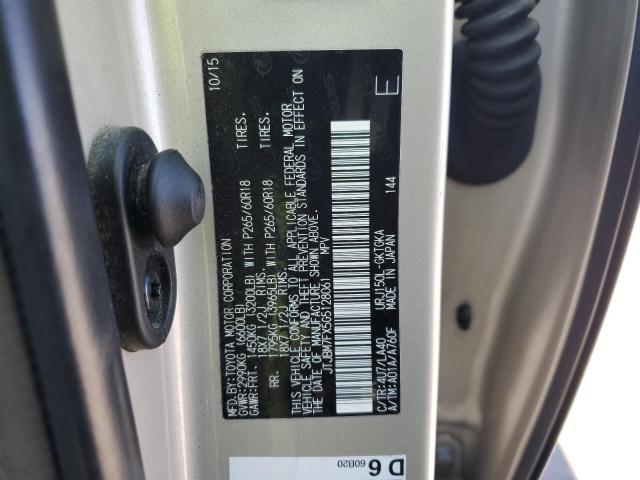 MFD.BY:TOYOTA MOTOR CORPORATION 10/15
GVWR:2990KG (6600LB)
GAWR:FRT. 1450KG (3200LB) WITH P265/60R18 TIRES.
18X7 1/2J RIMS.
RR. 1795KG (3965LB) WITH P265/60R18 TIRES.
18X7 1/2J RIMS.
THIS VEHICLE CONFORMS TO ALL APPLICABLE FEDERAL MOTOR
VEHICLE SAFETY AND THEFT PREVENTION STANDARDS IN EFFECT ON
THE DATE OF MANUFACTURE SHOWN ABOVE.
JTJBM7FX5G5128061 MPV
E
C/TR:4U7/LA40 URJ150L-GKTGKA
A/TM:A01A/A760F MADE IN JAPAN 144
D 6
60B20